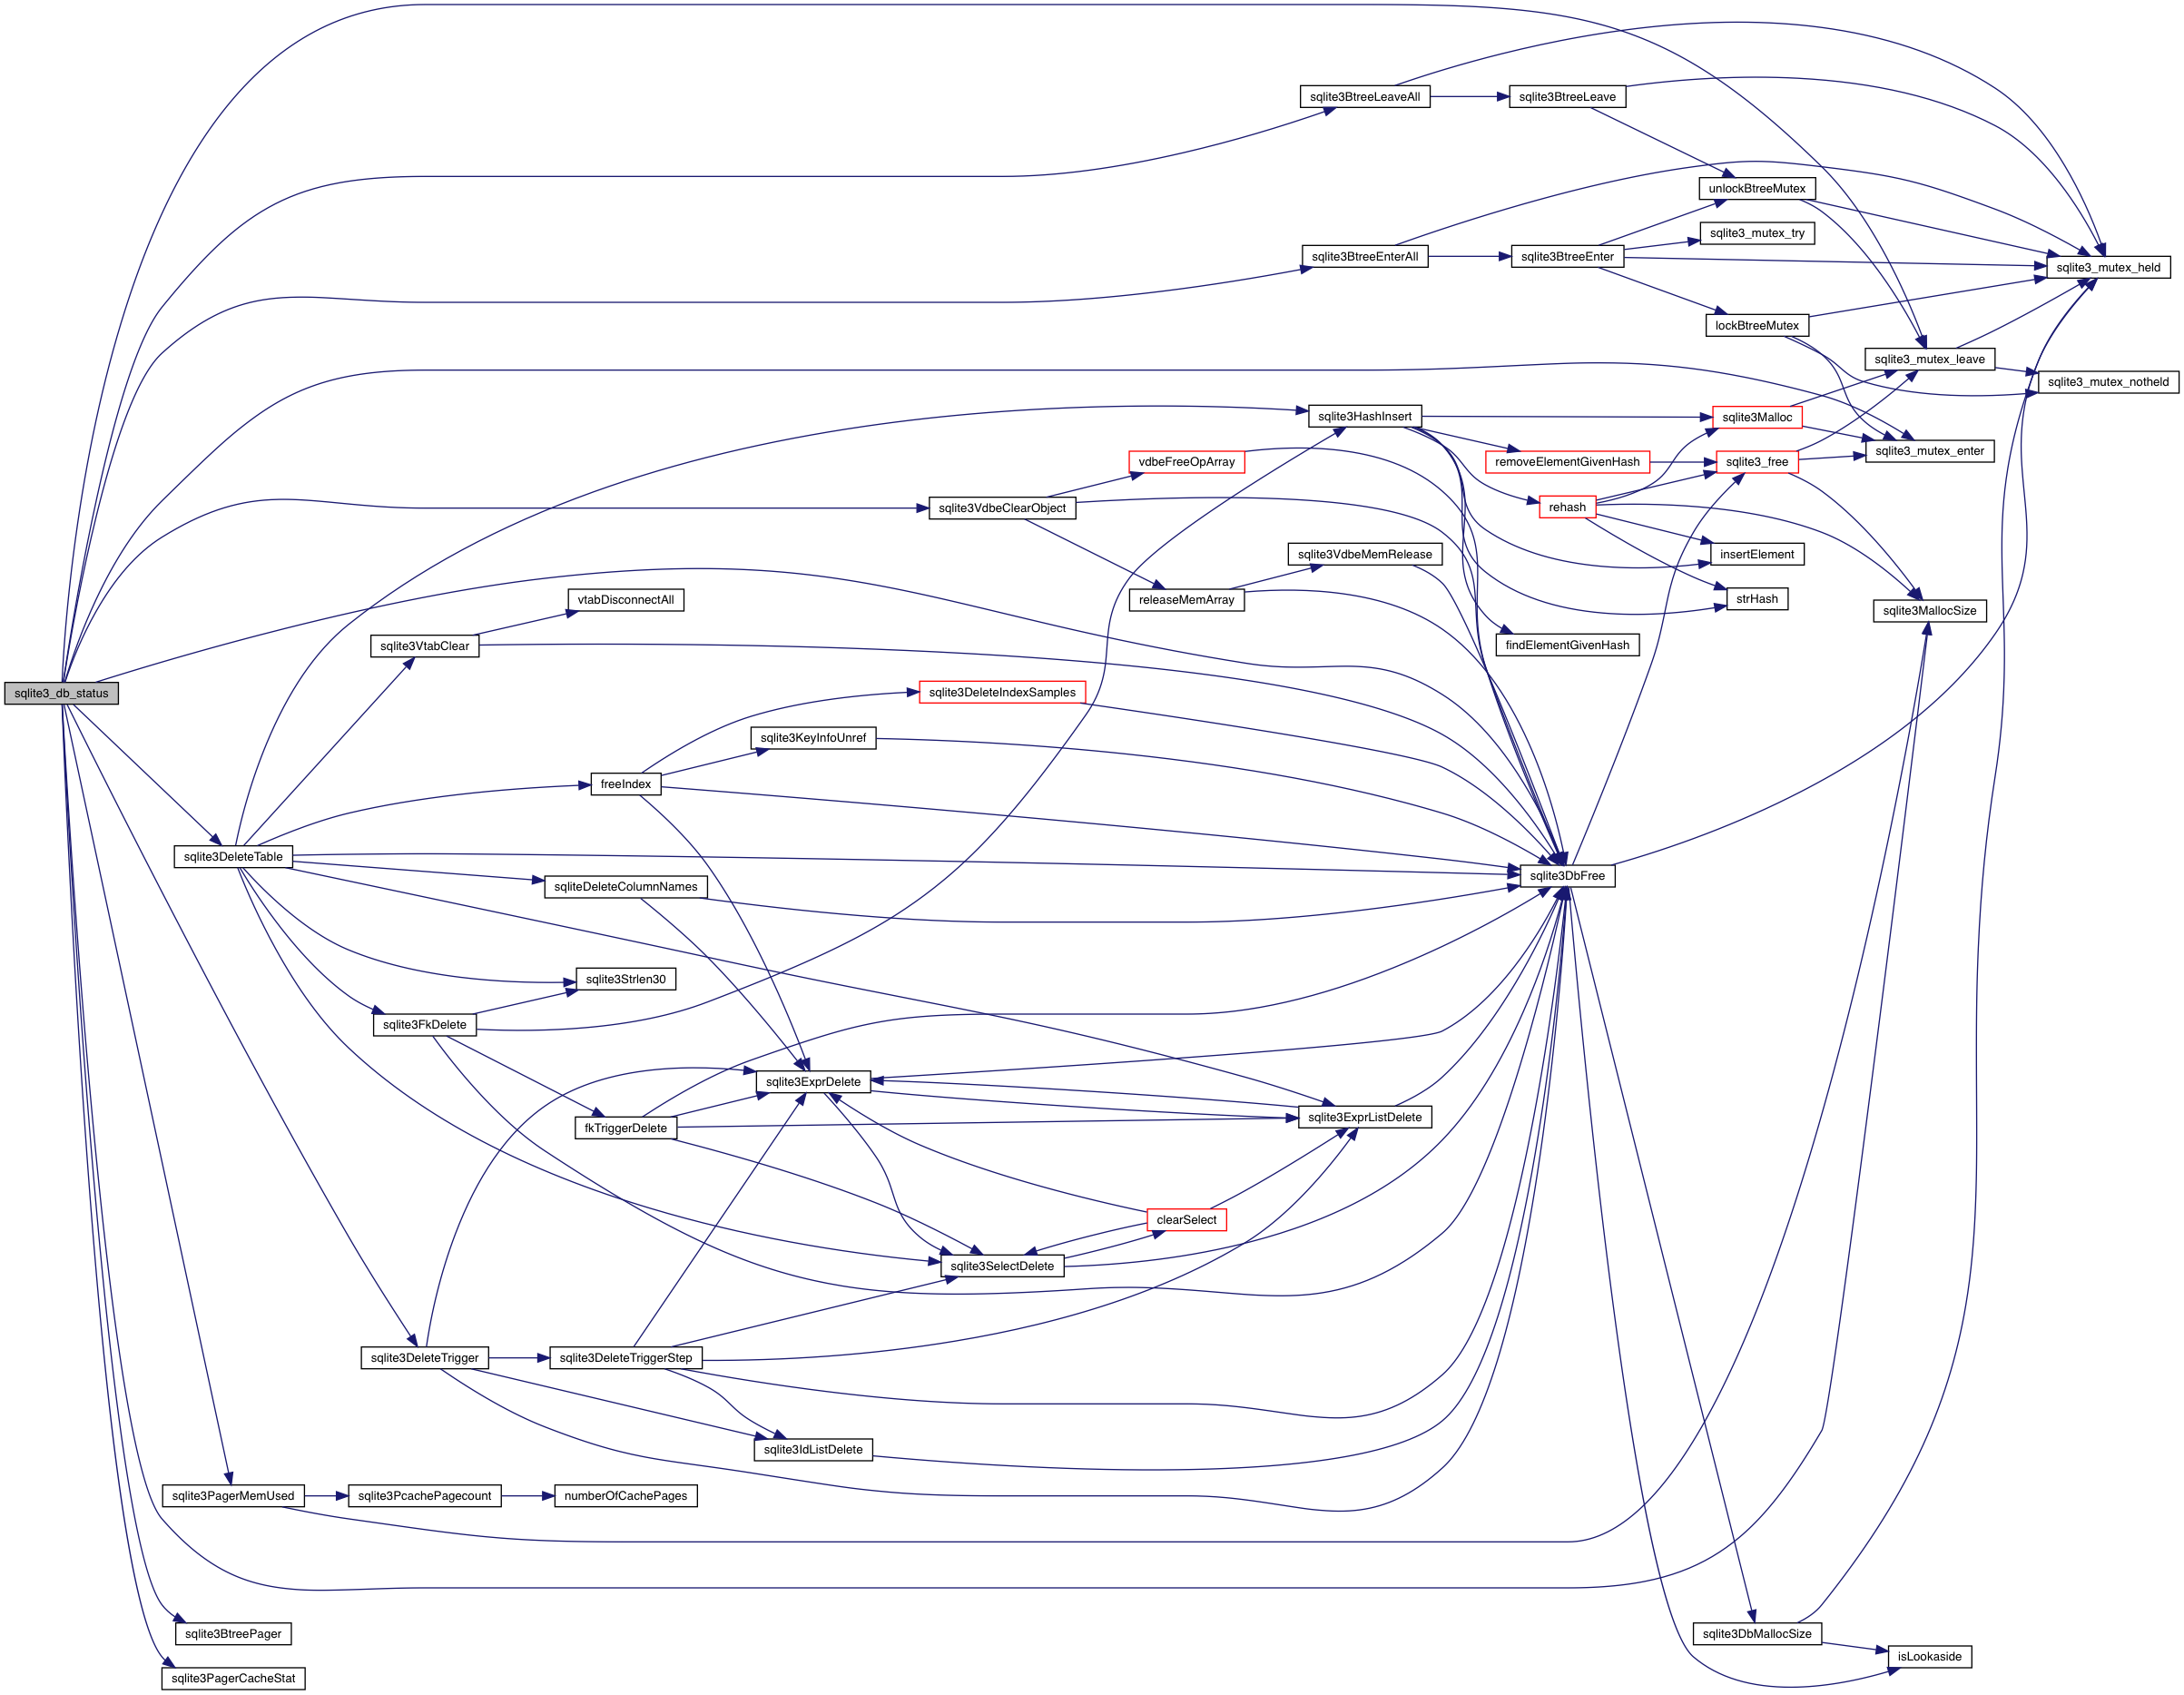 sqlite3BtreeLeaveAll
sqlite3BtreeLeave
unlockBtreeMutex
sqlite3_mutex_try
sqlite3BtreeEnterAll
sqlite3BtreeEnter
sqlite3_mutex_held
lockBtreeMutex
sqlite3_mutex_leave
sqlite3_mutex_notheld
sqlite3HashInsert
sqlite3Malloc
sqlite3_mutex_enter
vdbeFreeOpArray
removeElementGivenHash
sqlite3_free
sqlite3VdbeClearObject
rehash
sqlite3VdbeMemRelease
insertElement
vtabDisconnectAll
releaseMemArray
strHash
sqlite3MallocSize
sqlite3VtabClear
findElementGivenHash
sqlite3_db_status
sqlite3DeleteIndexSamples
sqlite3KeyInfoUnref
freeIndex
sqlite3DeleteTable
sqlite3DbFree
sqliteDeleteColumnNames
sqlite3Strlen30
sqlite3FkDelete
sqlite3ExprDelete
fkTriggerDelete
sqlite3ExprListDelete
clearSelect
sqlite3SelectDelete
sqlite3DeleteTrigger
sqlite3DeleteTriggerStep
sqlite3IdListDelete
sqlite3PagerMemUsed
sqlite3PcachePagecount
numberOfCachePages
sqlite3BtreePager
sqlite3DbMallocSize
isLookaside
sqlite3PagerCacheStat